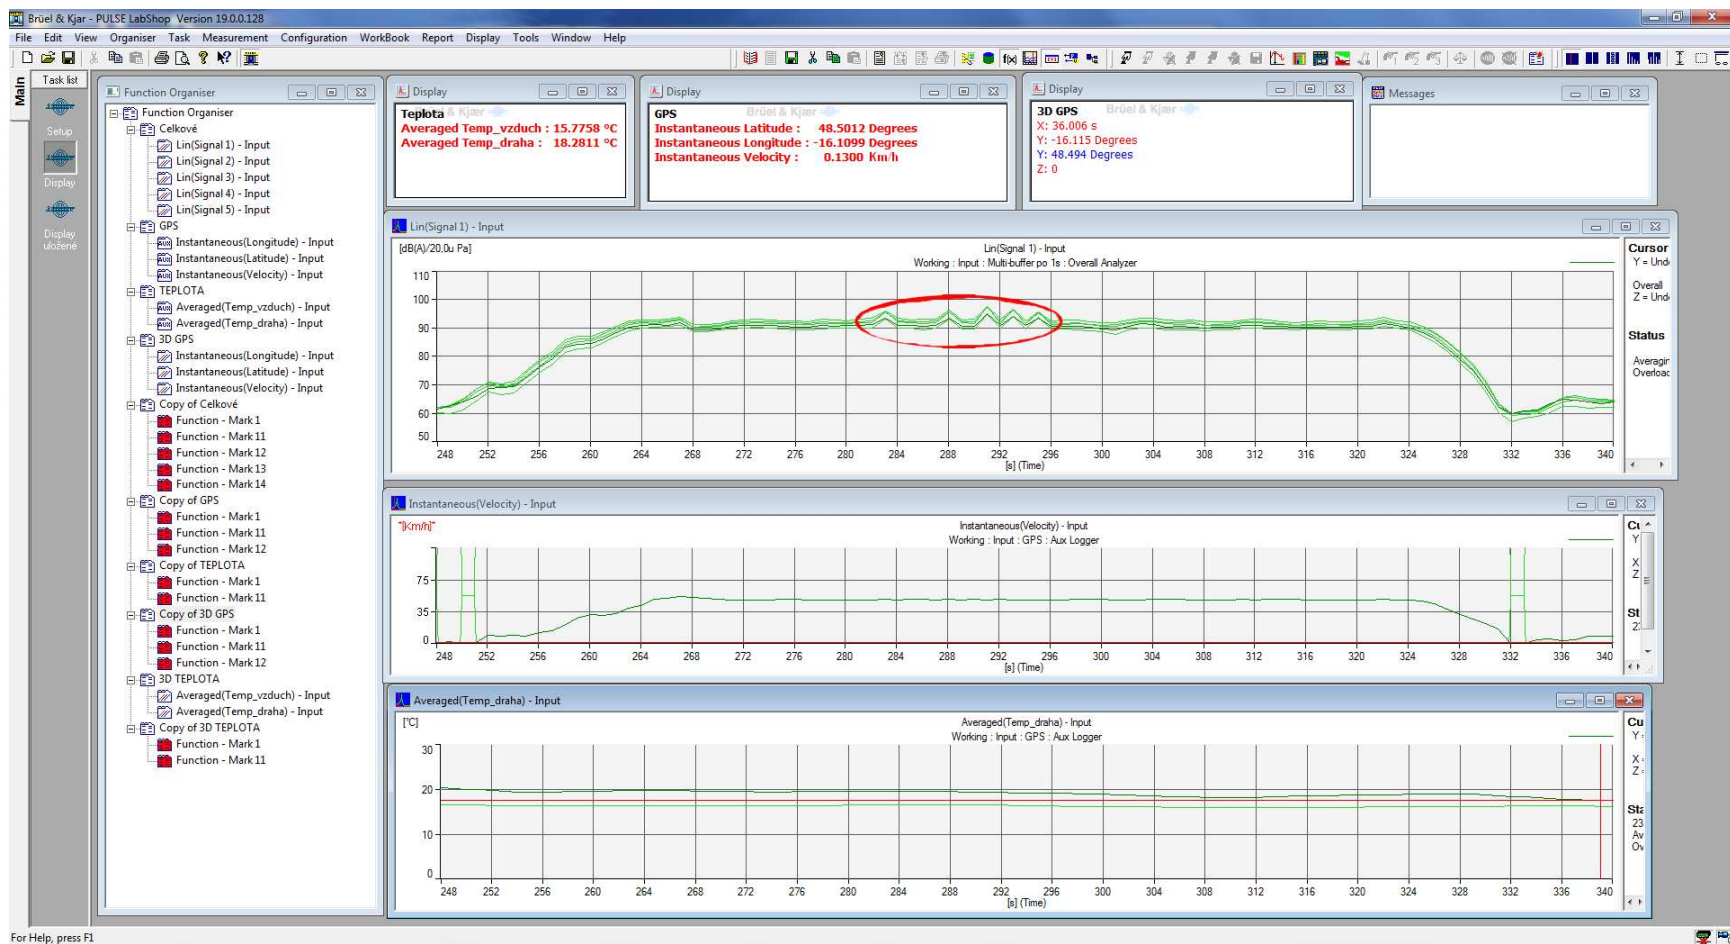 Brüel & Kjar - PULSE LabShop Version 19.0.0.128
File Edit View Organiser Task Measurement Configuration WorkBook Report Display Tools Window Help
Main
Task list
Setup
Display
Display
uložené
Function Organiser
Function Organiser
Celkové
Lin(Signal 1) - Input
Lin(Signal 2) - Input
Lin(Signal 3) - Input
Lin(Signal 4) - Input
Lin(Signal 5) - Input
GPS
Instantaneous(Longitude) - Input
Instantaneous(Latitude) - Input
Instantaneous(Velocity) - Input
TEPLOTA
Averaged(Temp_vzduch) - Input
Averaged(Temp_draha) - Input
3D GPS
Instantaneous(Longitude) - Input
Instantaneous(Latitude) - Input
Instantaneous(Velocity) - Input
Copy of Celkové
Function - Mark 1
Function - Mark 11
Function - Mark 12
Function - Mark 13
Function - Mark 14
Copy of GPS
Function - Mark 1
Function - Mark 11
Function - Mark 12
Copy of TEPLOTA
Function - Mark 1
Function - Mark 11
Copy of 3D GPS
Function - Mark 1
Function - Mark 11
Function - Mark 12
3D TEPLOTA
Averaged(Temp_vzduch) - Input
Averaged(Temp_draha) - Input
Copy of 3D TEPLOTA
Function - Mark 1
Function - Mark 11
Display
Teplota
& Kjær
Averaged Temp_vzduch : 15.7758 °C
Averaged Temp_draha : 18.2811 °C
Display
GPS
Brüel & Kjær
Instantaneous Latitude : 48.5012 Degrees
Instantaneous Longitude : -16.1099 Degrees
Instantaneous Velocity : 0.1300 Km/h
Display
3D GPS
Brüel & Kjær
X: 36.006 s
Y: -16.115 Degrees
Y: 48.494 Degrees
Z: 0
Messages
Lin(Signal 1) - Input
[dB(A)/20,0u Pa]
Lin(Signal 1) - Input
Working : Input : Multi-buffer po 1s : Overall Analyzer
110
100
90
80
70
60
50
248 252 256 260 264 268 272 276 280 284 288 292 296 300 304 308 312 316 320 324 328 332 336 340
[s] (Time)
Cursor
Y = Und
Overall
Z = Und
Status
Averagin
Overload
Instantaneous(Velocity) - Input
"[Km/h]"
Instantaneous(Velocity) - Input
Working : Input : GPS : Aux Logger
75
35
0
248 252 256 260 264 268 272 276 280 284 288 292 296 300 304 308 312 316 320 324 328 332 336 340
[s] (Time)
Cu
Y
X
Z
St
23
Averaged(Temp_draha) - Input
[°C]
Averaged(Temp_draha) - Input
Working : Input : GPS : Aux Logger
30
20
10
0
248 252 256 260 264 268 272 276 280 284 288 292 296 300 304 308 312 316 320 324 328 332 336 340
[s] (Time)
Cu
Y =
X =
Z =
Sta
23
Av
Ov
For Help, press F1